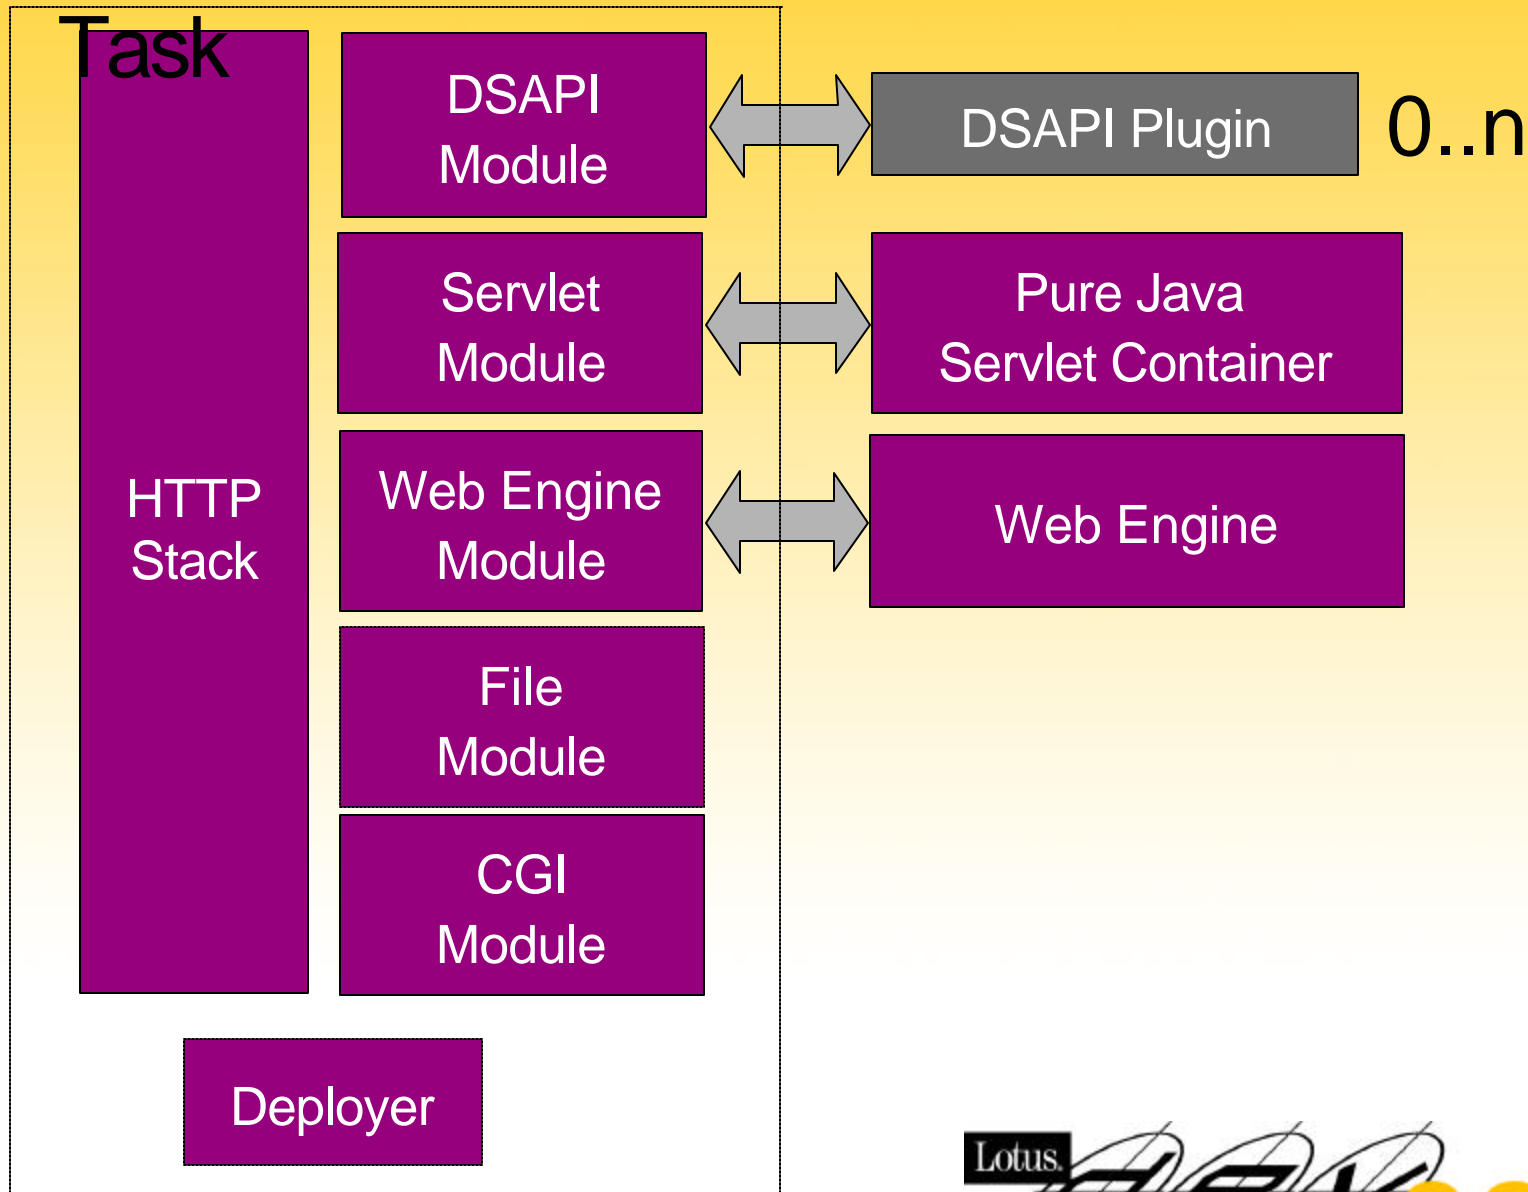 Task
DSAPI
Module
DSAPI Plugin
0..n
Servlet
Module
Pure Java
Servlet Container
HTTP
Stack
Web Engine
Module
Web Engine
File
Module
CGI
Module
Deployer
Lotus.